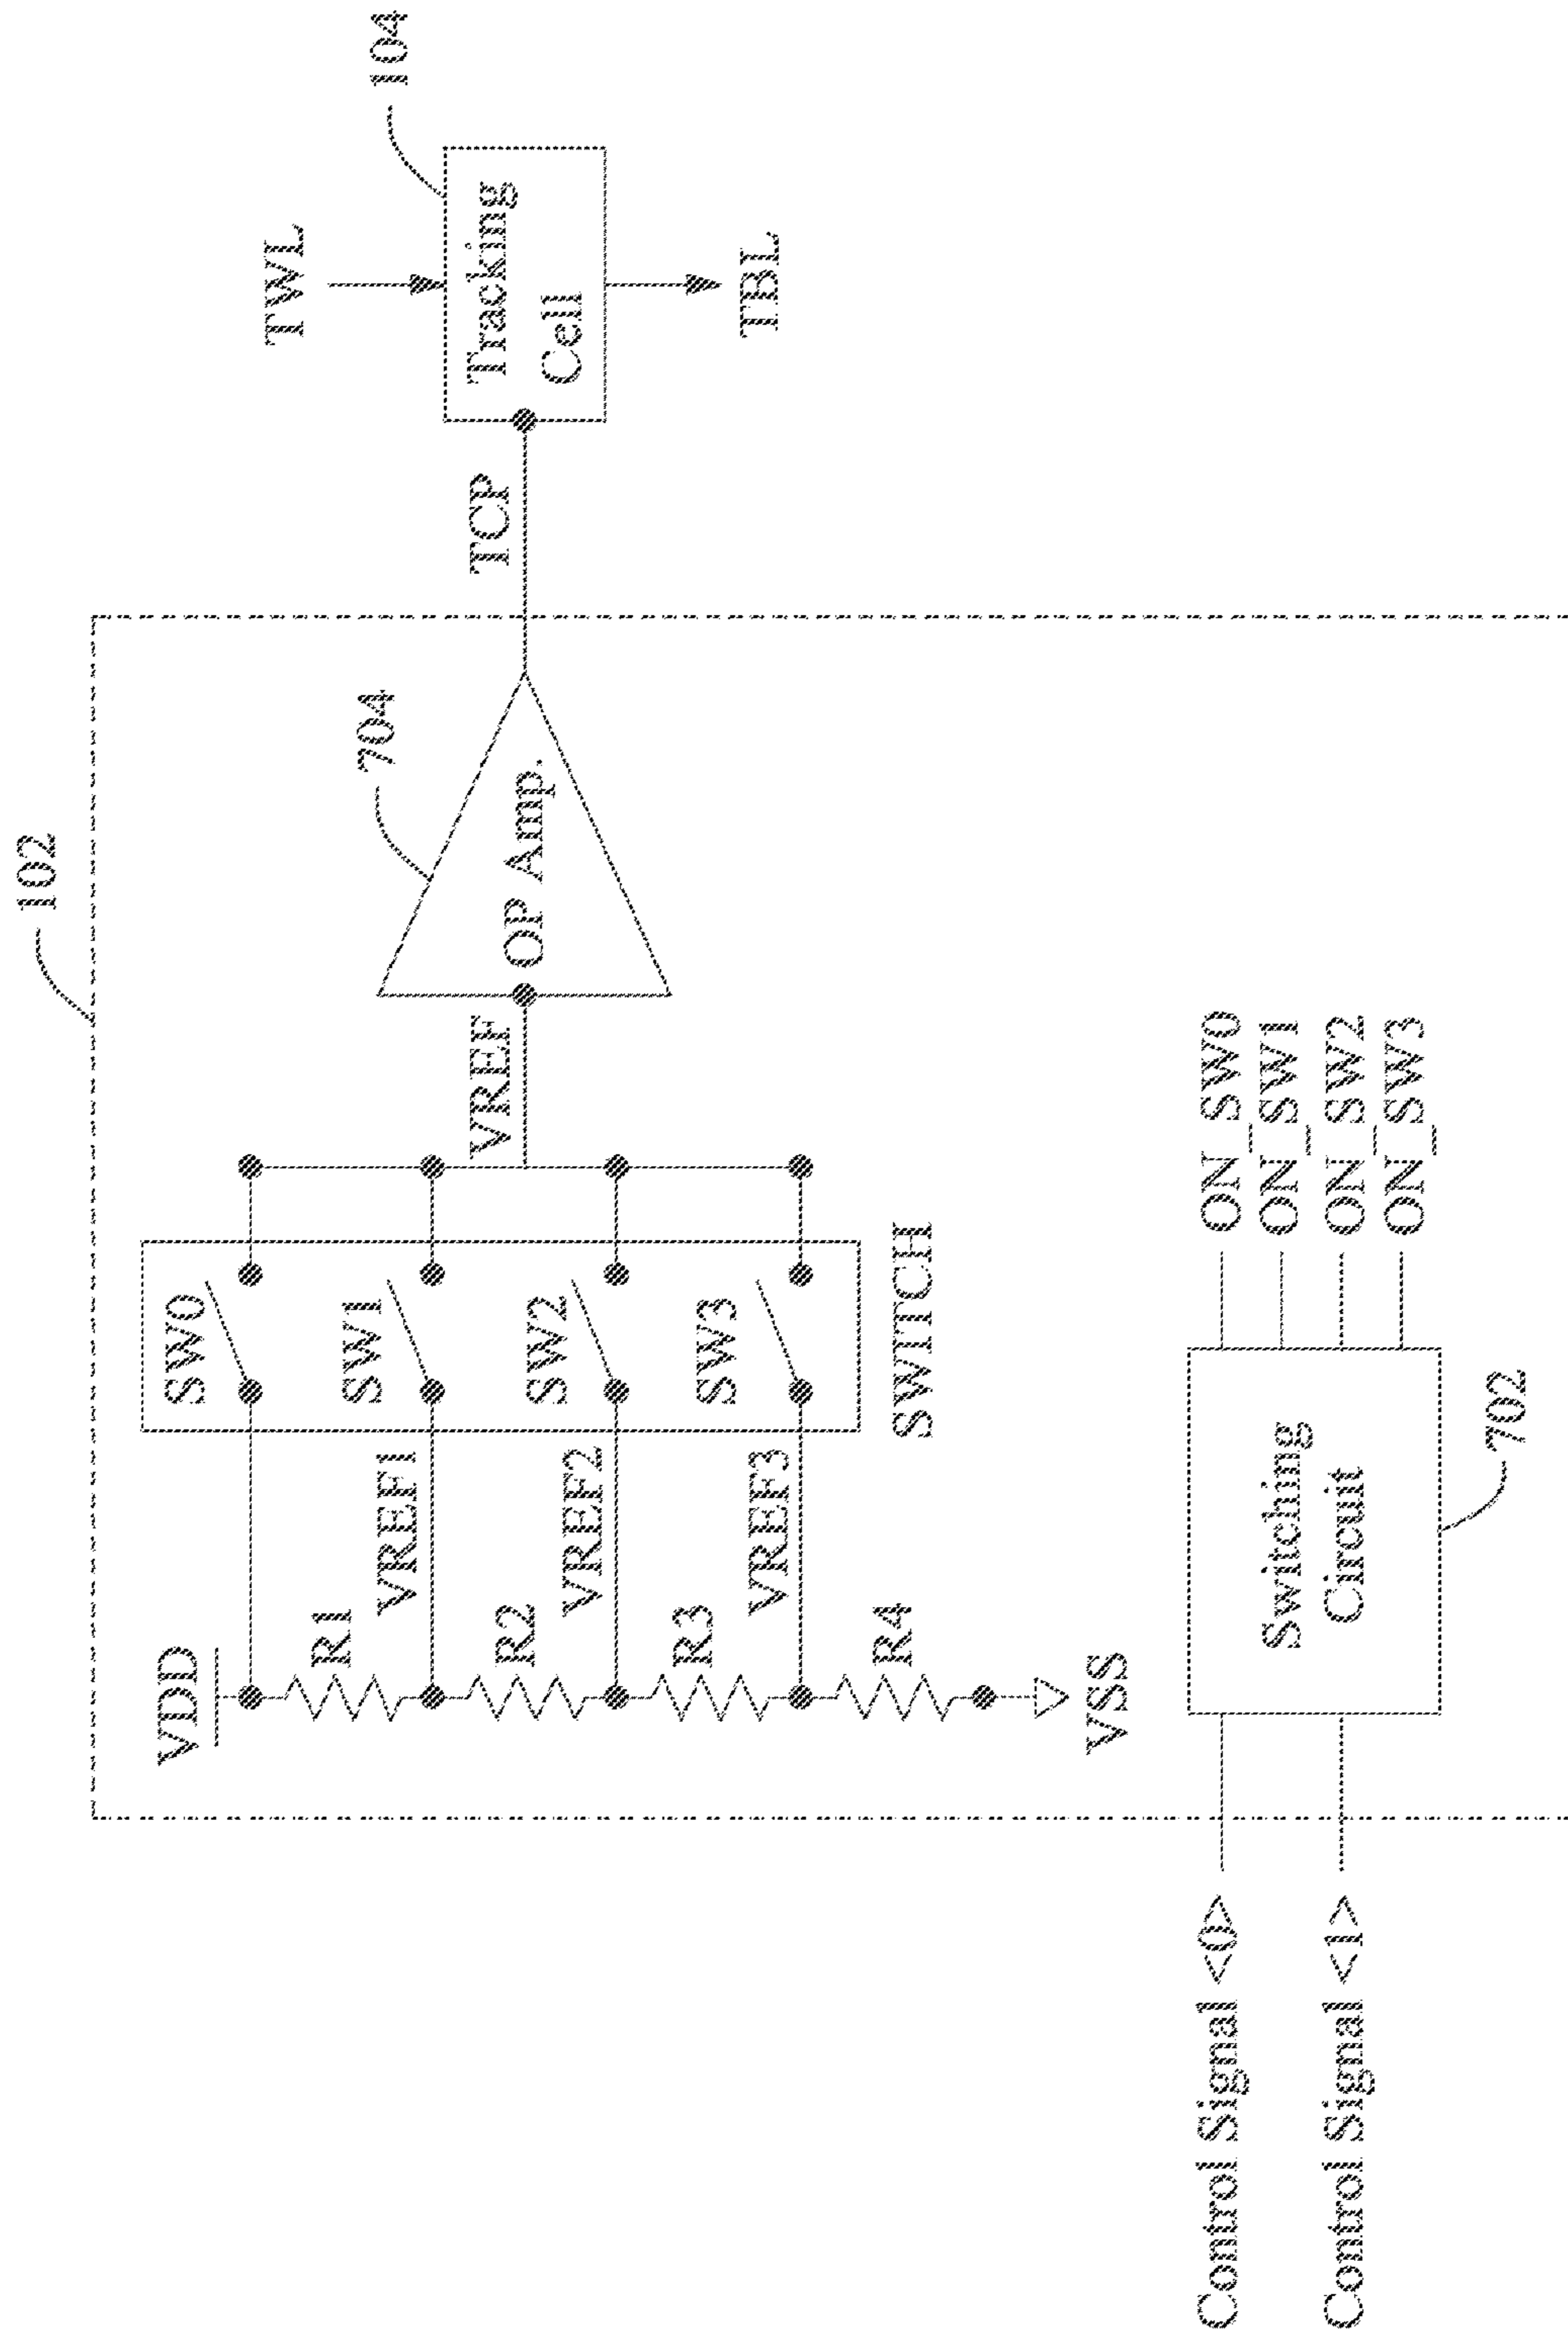 102
104
704
TWL
Tracking
Cell
TBL
TCP
OP Amp.
VREF
VDD
SW0
SW1
SW2
SW3
SWITCH
R1
VREF1
R2
VREF2
R3
VREF3
R4
VSS
Control Signal <0>
Control Signal <1>
Switching
Circuit
702
ON_SW0
ON_SW1
ON_SW2
ON_SW3